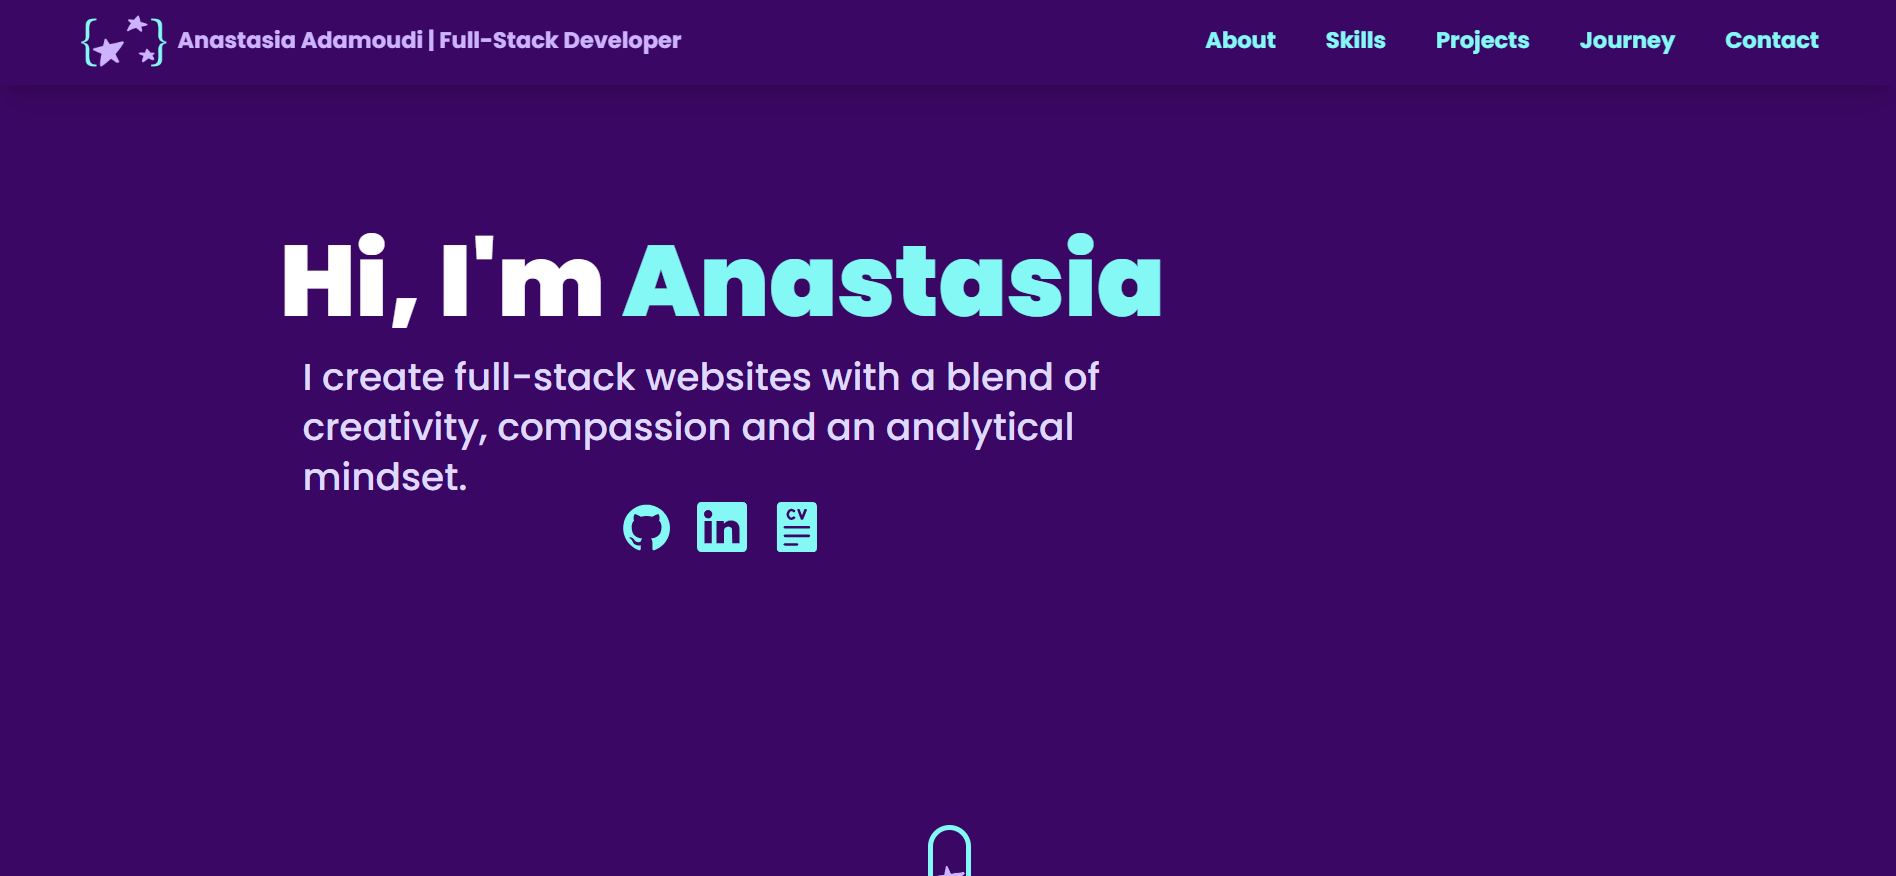 Anastasia Adamoudi | Full-Stack Developer
About Skills Projects Journey Contact
Hi, I'm Anastasia
I create full-stack websites with a blend of
creativity, compassion and an analytical
mindset.
in CV